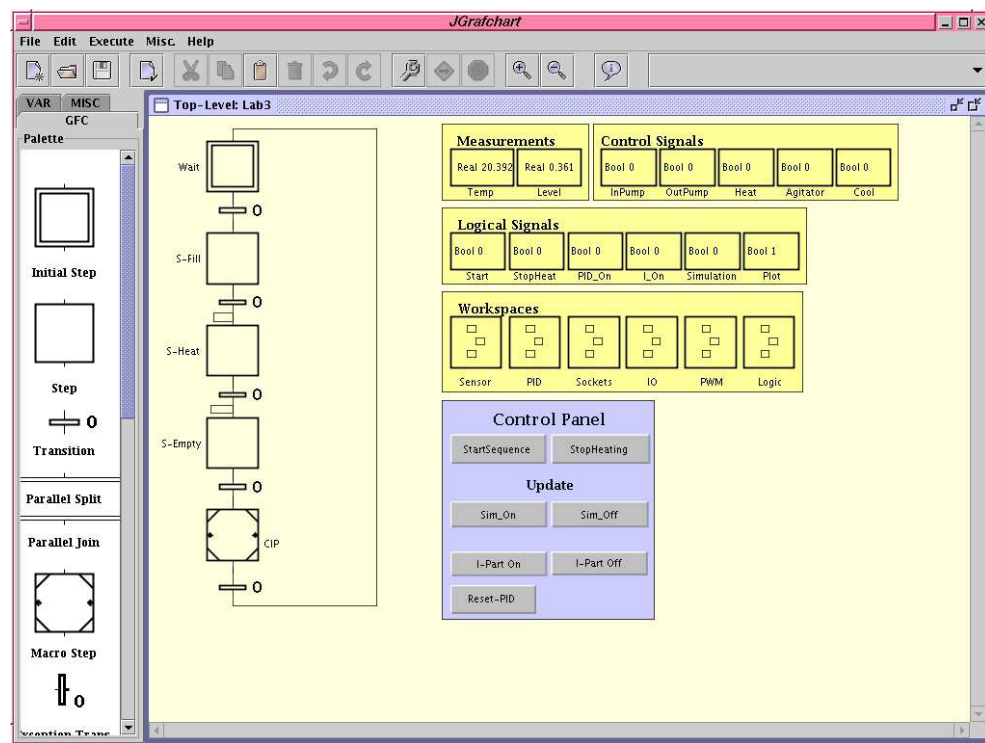 JGrafchart
File Edit Execute Misc. Help
VAR MISC
GFC
Palette
Initial Step
Step
0
Transition
Parallel Split
Parallel Join
Macro Step
0
Top-Level: Lab3
Wait
0
S-Fill
0
S-Heat
0
S-Empty
0
CIP
0
Measurements
Real 20.392 Real 0.361
Temp Level
Control Signals
Bool 0 Bool 0 Bool 0 Bool 0 Bool 0
InPump OutPump Heat Agitator Cool
Logical Signals
Bool 0 Bool 0 Bool 0 Bool 0 Bool 0 Bool 1
Start StopHeat PID_On I_On Simulation Plot
Workspaces
Sensor PID Sockets IO PWM Logic
Control Panel
StartSequence StopHeating
Update
Sim_On Sim_Off
I-Part On I-Part Off
Reset-PID